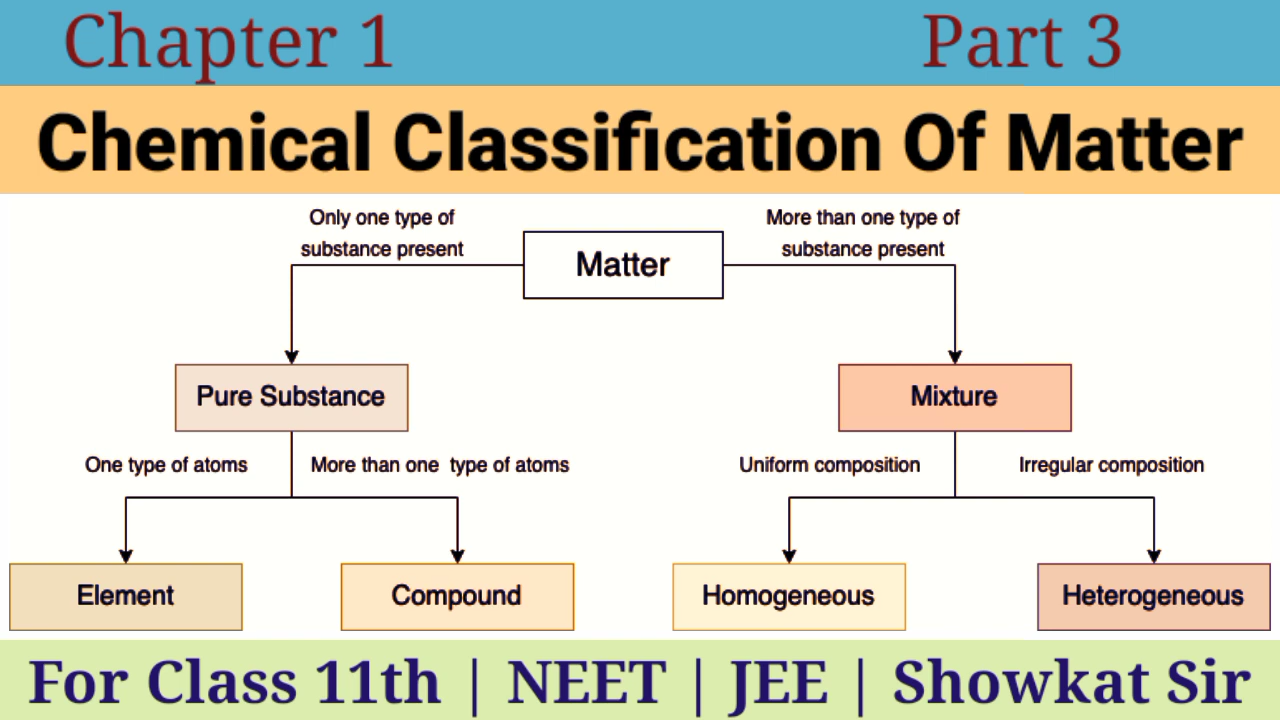 Chapter 1
Part 3
Chemical Classification Of Matter
Only one type of
substance present
More than one type of
substance present
Matter
Pure Substance
Mixture
One type of atoms
More than one type of atoms
Uniform composition
Irregular composition
Element
Compound
Homogeneous
Heterogeneous
For Class 11th | NEET | JEE | Showkat Sir